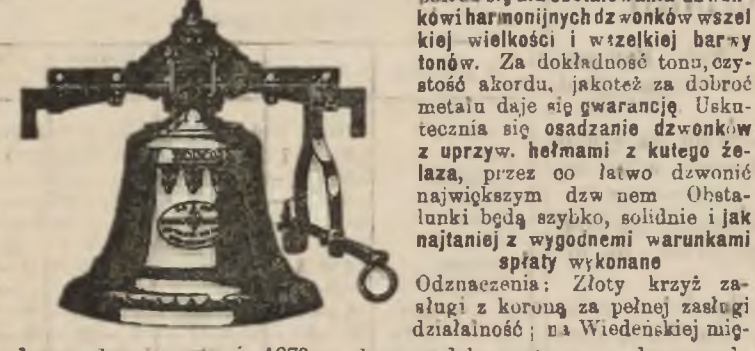 kówi harmonijnych dzwonków wszel
kiej wielkości i wszelkiej barwy
tonów. Za dokładność tonu, czy-
stość akordu, jakoteż za dobroć
metalu daje się gwarancję Usku-
tecznia się osadzanie dzwonków
z uprzyw. hełmami z kutego że-
laza, przez co łatwo dzwonić
największym dzw nem Obsta-
lunki będą szybko, solidnie i jak
najtaniej z wygodnemi warunkami
spłaty wykonane
Odznaczenia: Złoty krzyż za-
sługi z koroną za pełnej zasługi
działalność; na Wiedeńskiej mię-